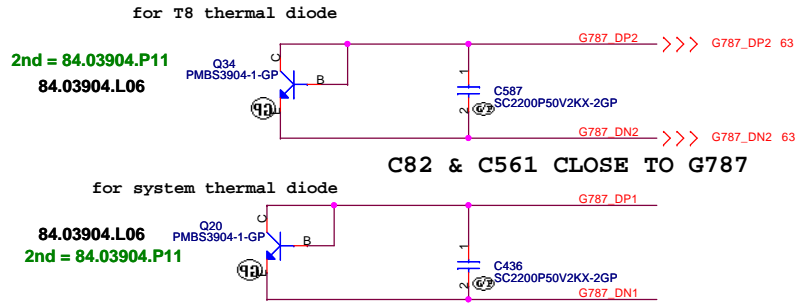 for T8 thermal diode
G787_DP2
G787_DP2 63
2nd = 84.03904.P11
84.03904.L06
Q34
PMBS3904-1-GP
C
B
E
GP
1
2
C587
SC2200P50V2KX-2GP
G/P
G787_DN2
G787_DN2 63
C82 & C561 CLOSE TO G787
for system thermal diode
G787_DP1
84.03904.L06
2nd = 84.03904.P11
Q20
PMBS3904-1-GP
C
B
E
GP
1
2
C436
SC2200P50V2KX-2GP
G/P
G787_DN1